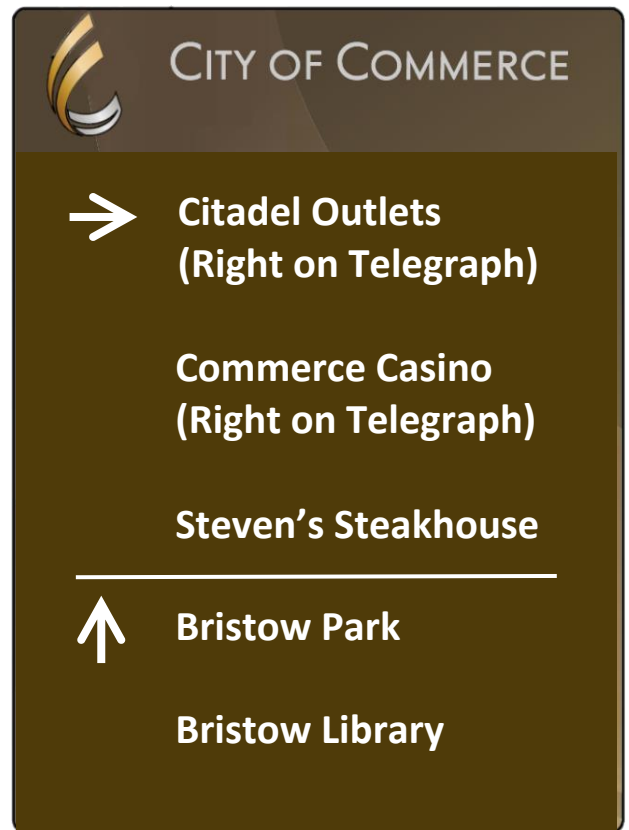 CITY OF COMMERCE
Citadel Outlets
(Right on Telegraph)
Commerce Casino
(Right on Telegraph)
Steven’s Steakhouse
Bristow Park
Bristow Library